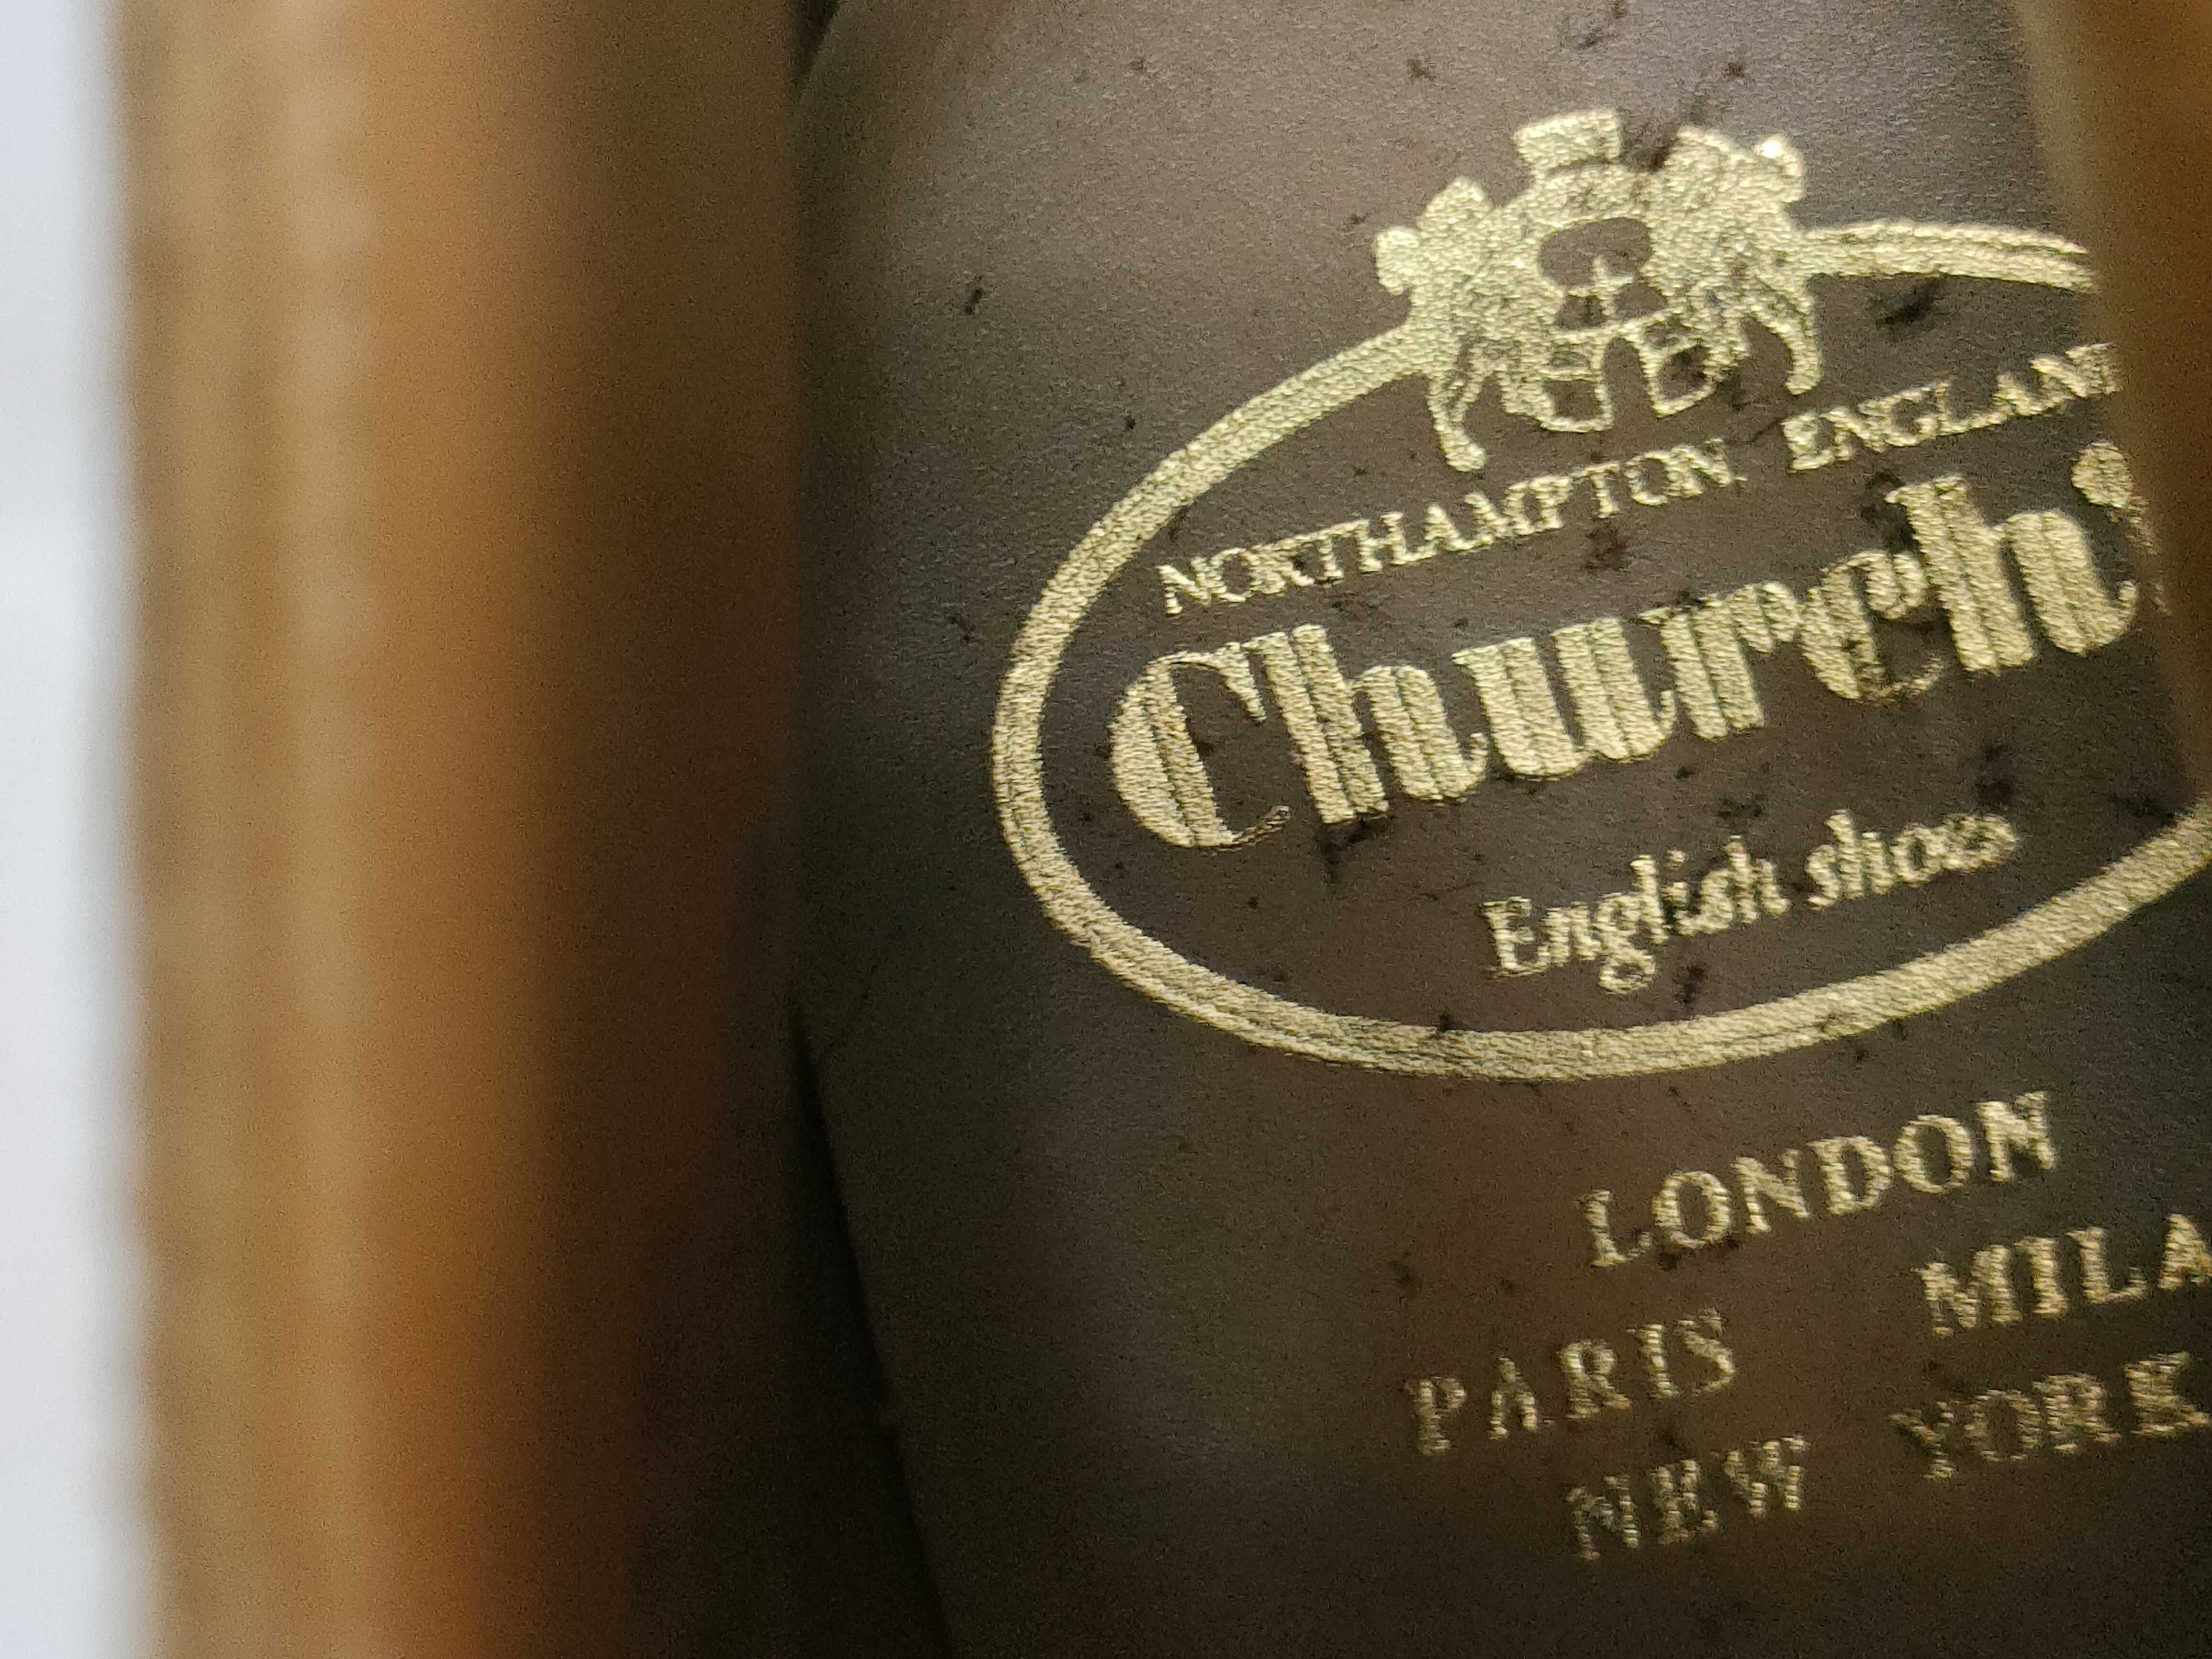 NORTHAMPTON ENGLAN
Church'
English shoes
LONDON
PARIS MILA
NEW YORK